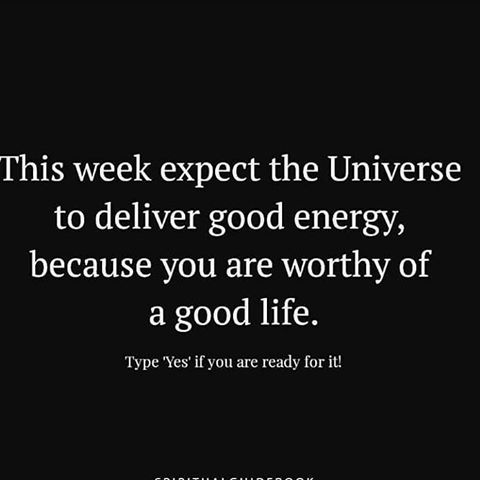 This week expect the Universe
to deliver good energy,
because you are worthy of
a good life.
Type 'Yes' if you are ready for it!
SPIRITUALGUIDEBOOK